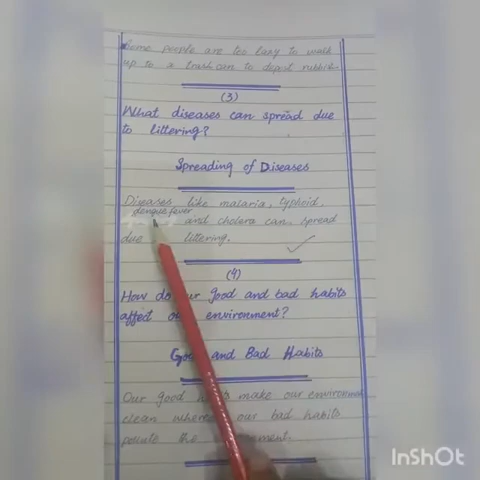 Some people are too lazy to walk
up to a trash can to deposit rubbish.
(3)
What diseases can spread due
to littering?
Spreading of Diseases
Diseases like malaria, typhoid,
dengue fever
and cholera can spread
due littering.
(4)
How do our good and bad habits
affect our environment?
Good and Bad Habits
Our good habits make our environment
clean whereas our bad habits
pollute the environment.
InShOt